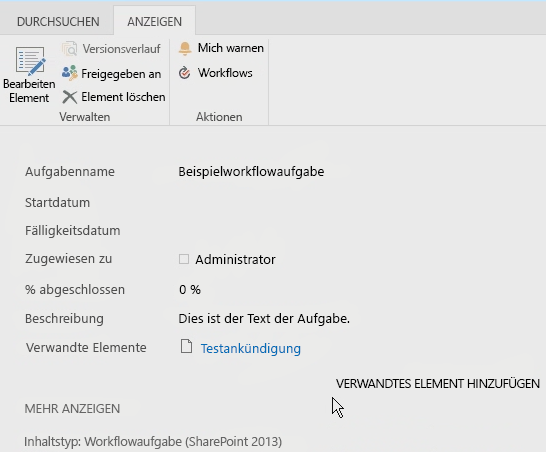 DURCHSUCHEN ANZEIGEN
Versionsverlauf
Mich warnen
Bearbeiten Element
Freigegeben an
Workflows
Element löschen
Verwalten
Aktionen
Aufgabenname Beispielworkflowaufgabe
Startdatum
Fälligkeitsdatum
Zugewiesen zu Administrator
% abgeschlossen 0 %
Beschreibung Dies ist der Text der Aufgabe.
Verwandte Elemente Testankündigung
VERWANDTES ELEMENT HINZUFÜGEN
MEHR ANZEIGEN
Inhaltstyp: Workflowaufgabe (SharePoint 2013)